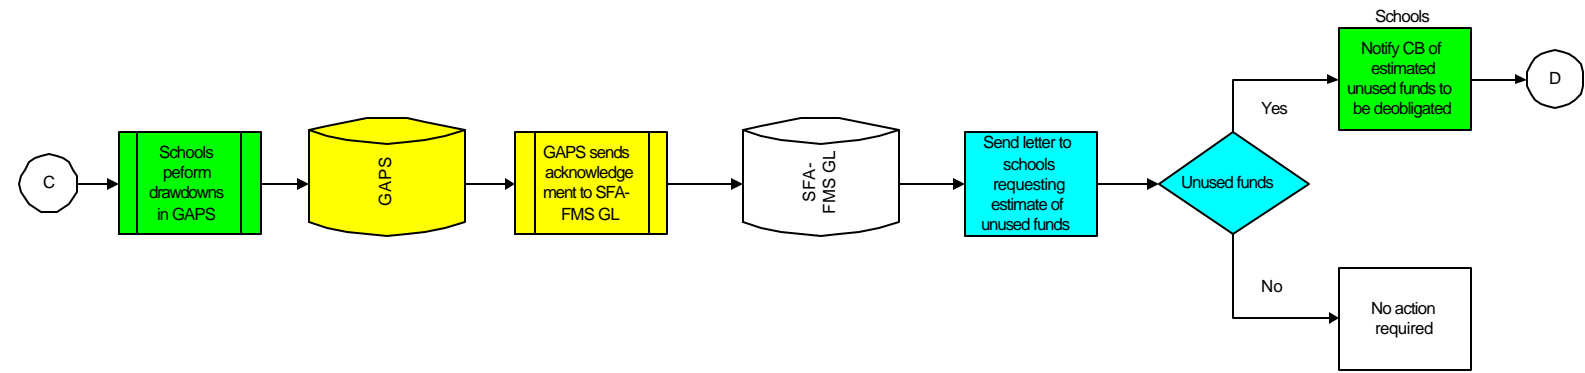 C
Schools
peform
drawdowns
in GAPS
GAPS
GAPS sends
acknowledge
ment to SFA-
FMS GL
SFA-
FMS GL
Send letter to
schools
requesting
estimate of
unused funds
Unused funds
Yes
Schools
Notify CB of
estimated
unused funds to
be deobligated
D
No
No action
required